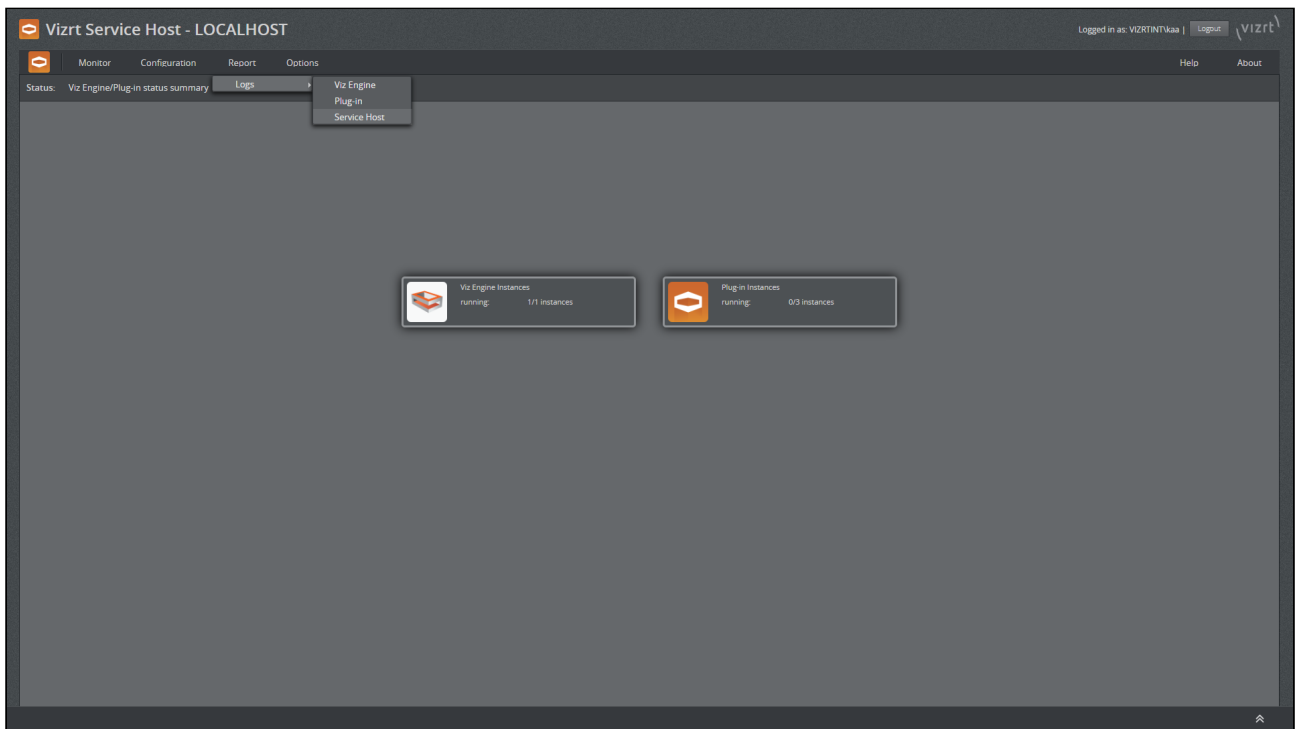 Vizrt Service Host - LOCALHOST
Logged in as: VIZRTINT\kaa | Logout
vizrt
Monitor Configuration Report Options Help About
Status: Viz Engine/Plug-in status summary
Logs
Viz Engine
Plug-in
Service Host
Viz Engine Instances
running: 1/1 instances
Plug-in Instances
running: 0/3 instances